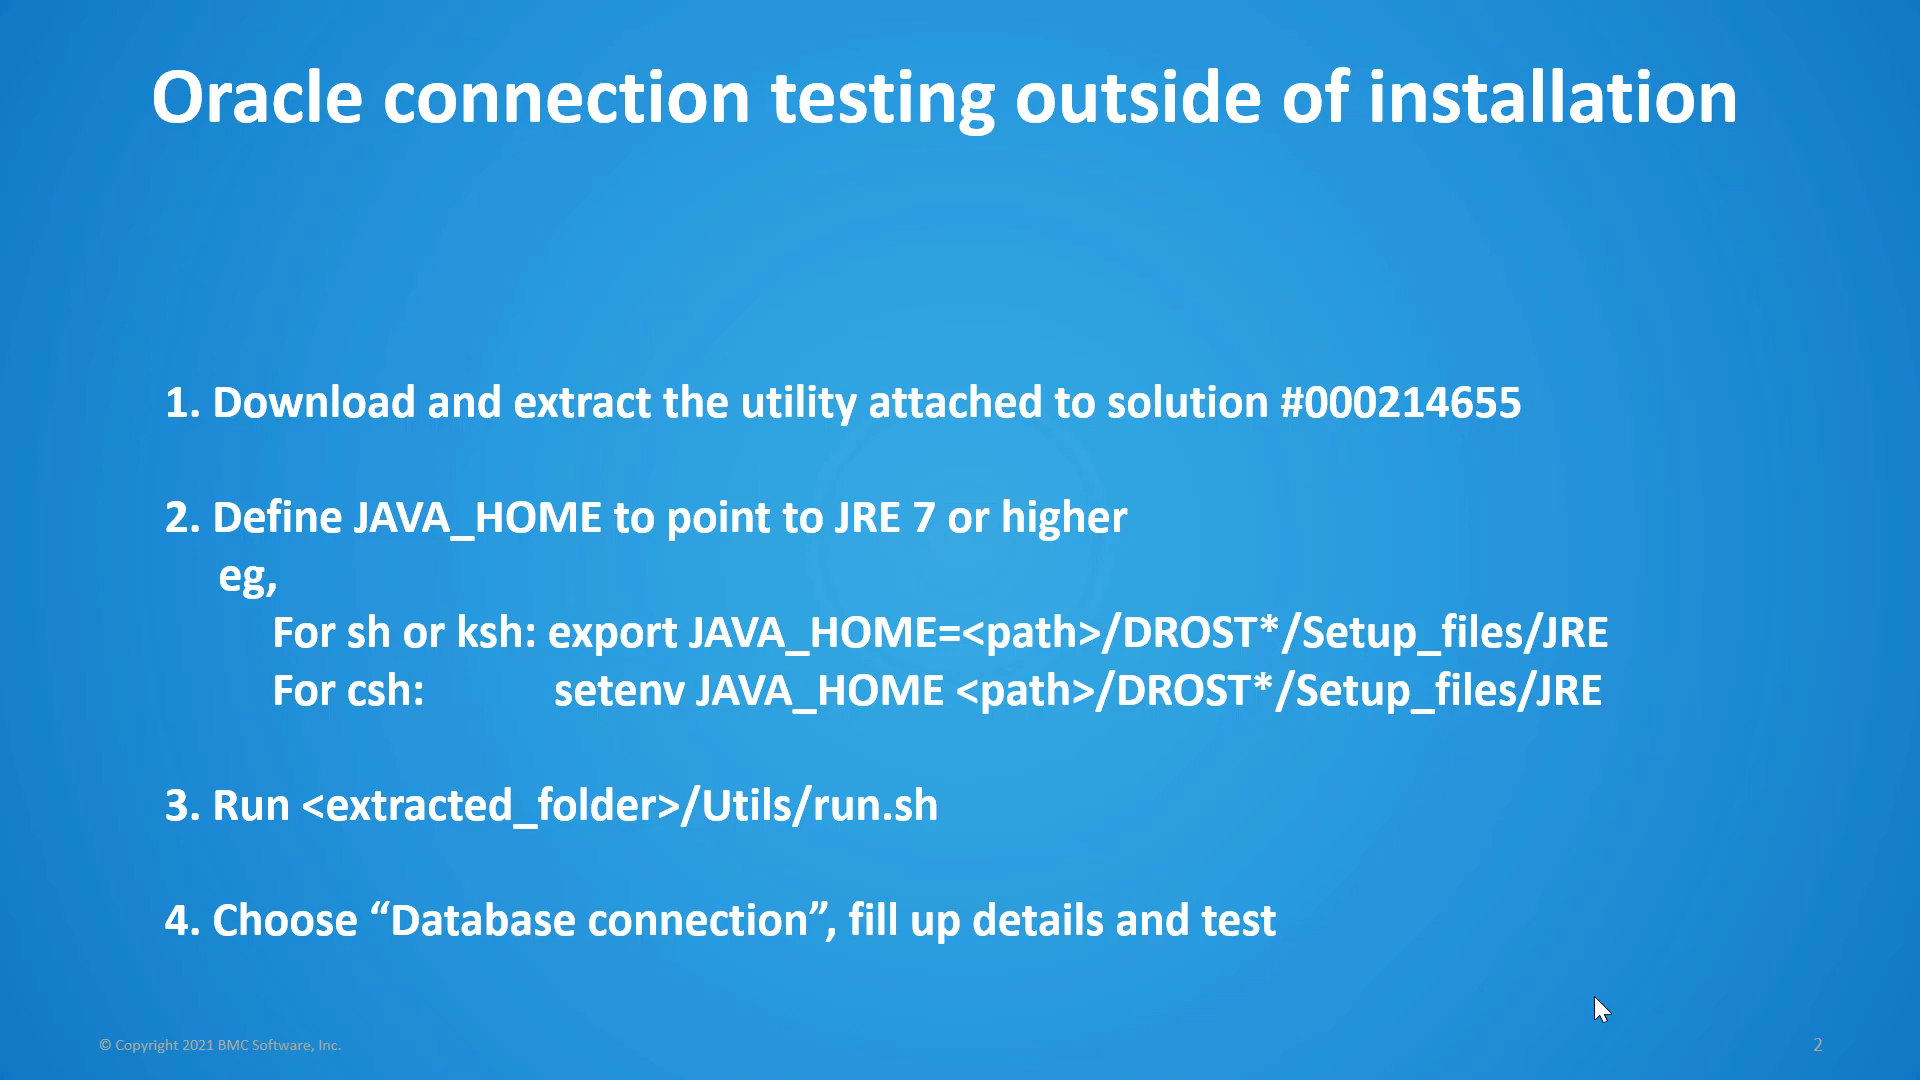 Oracle connection testing outside of installation
1. Download and extract the utility attached to solution #000214655
2. Define JAVA_HOME to point to JRE 7 or higher
eg,
For sh or ksh: export JAVA_HOME=<path>/DROST*/Setup_files/JRE
For csh: setenv JAVA_HOME <path>/DROST*/Setup_files/JRE
3. Run <extracted_folder>/Utils/run.sh
4. Choose “Database connection”, fill up details and test
© Copyright 2021 BMC Software, Inc.
2